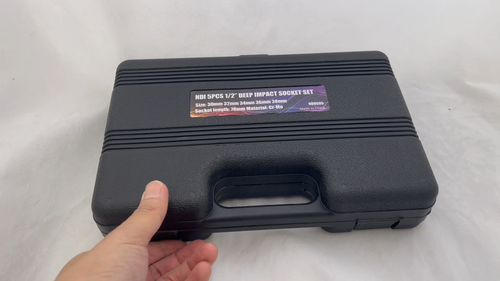 NDI 5PCS 1/2" DEEP IMPACT SOCKET SET
Size: 30mm 32mm 34mm 36mm 38mm
Socket length: 78mm Material: Cr-Mo